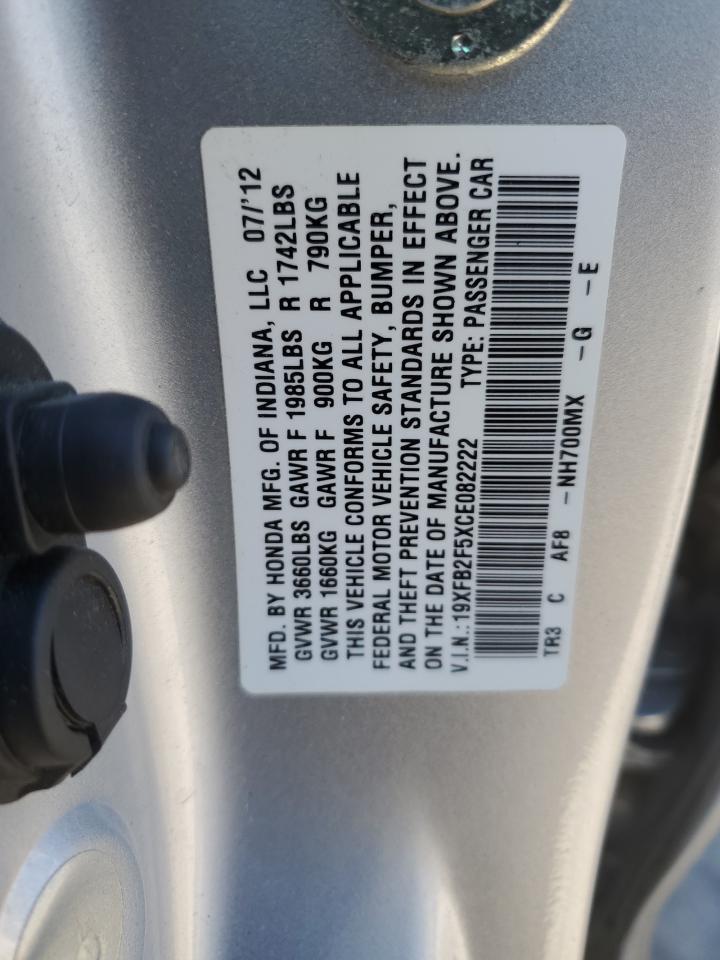 MFD. BY HONDA MFG. OF INDIANA, LLC 07/'12
GVWR 3660LBS GAWR F 1985LBS R 1742LBS
GVWR 1660KG GAWR F 900KG R 790KG
THIS VEHICLE CONFORMS TO ALL APPLICABLE
FEDERAL MOTOR VEHICLE SAFETY, BUMPER,
AND THEFT PREVENTION STANDARDS IN EFFECT
ON THE DATE OF MANUFACTURE SHOWN ABOVE.
V.I.N.:19XFB2F5XCE082222 TYPE: PASSENGER CAR
TR3 C AF8 -NH700MX -G -E